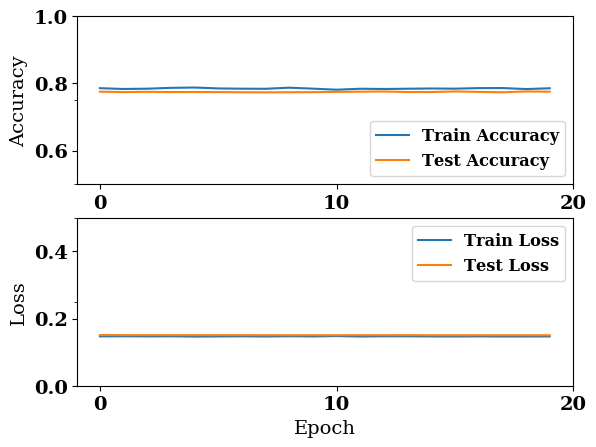 1.0
0.8
0.6
Accuracy
Train Accuracy
Test Accuracy
0 10 20
0.4
0.2
0.0
Loss
Train Loss
Test Loss
0 10 20
Epoch